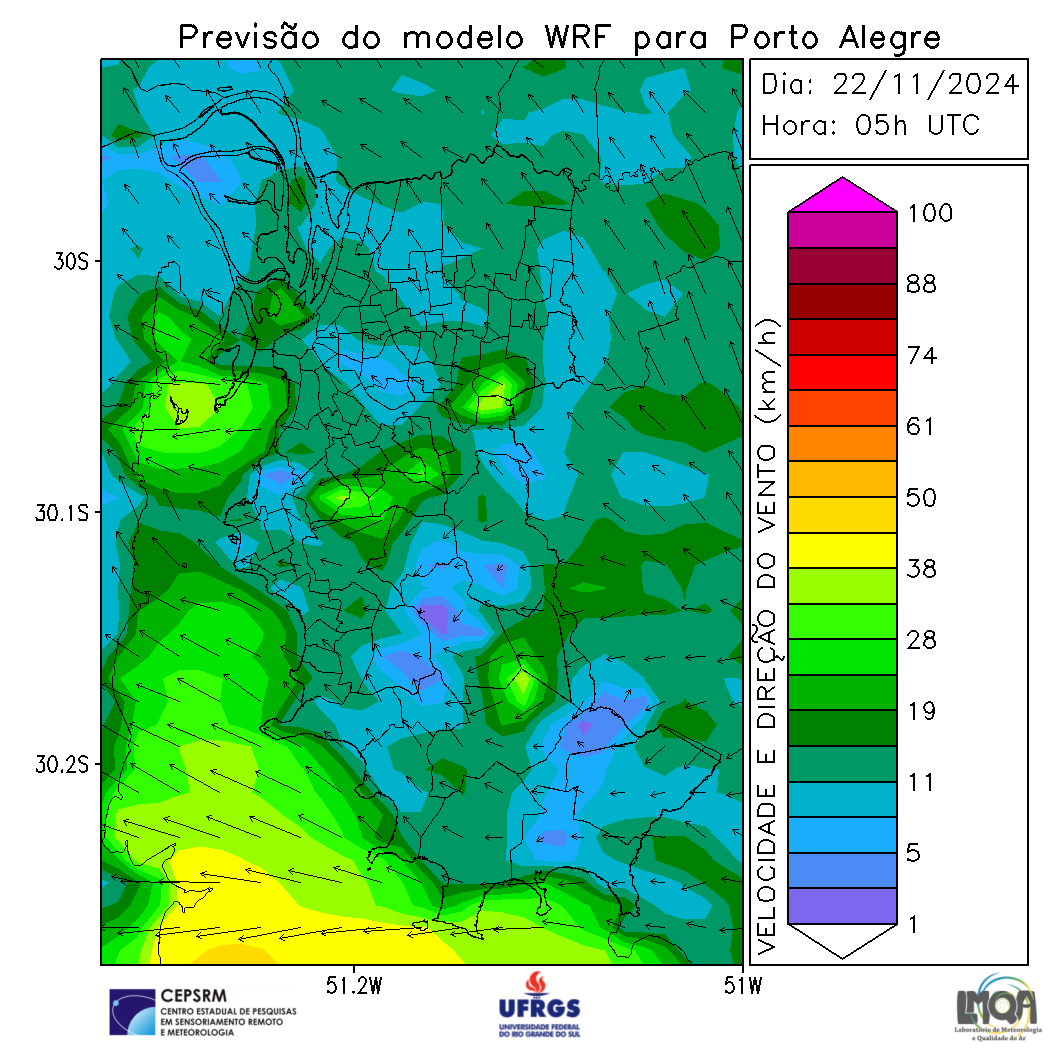 Previsão do modelo WRF para Porto Alegre
Dia: 22/11/2024
Hora: 05h UTC
30S
30.1S
30.2S
51.2W
51W
VELOCIDADE E DIREÇÃO DO VENTO (km/h)
100
88
74
61
50
38
28
19
11
5
1
CEPSRM
CENTRO ESTADUAL DE PESQUISAS
EM SENSORIAMENTO REMOTO
E METEOROLOGIA
UFRGS
UNIVERSIDADE FEDERAL
DO RIO GRANDE DO SUL
LMQA
Laboratório de Meteorologia
e Qualidade do Ar